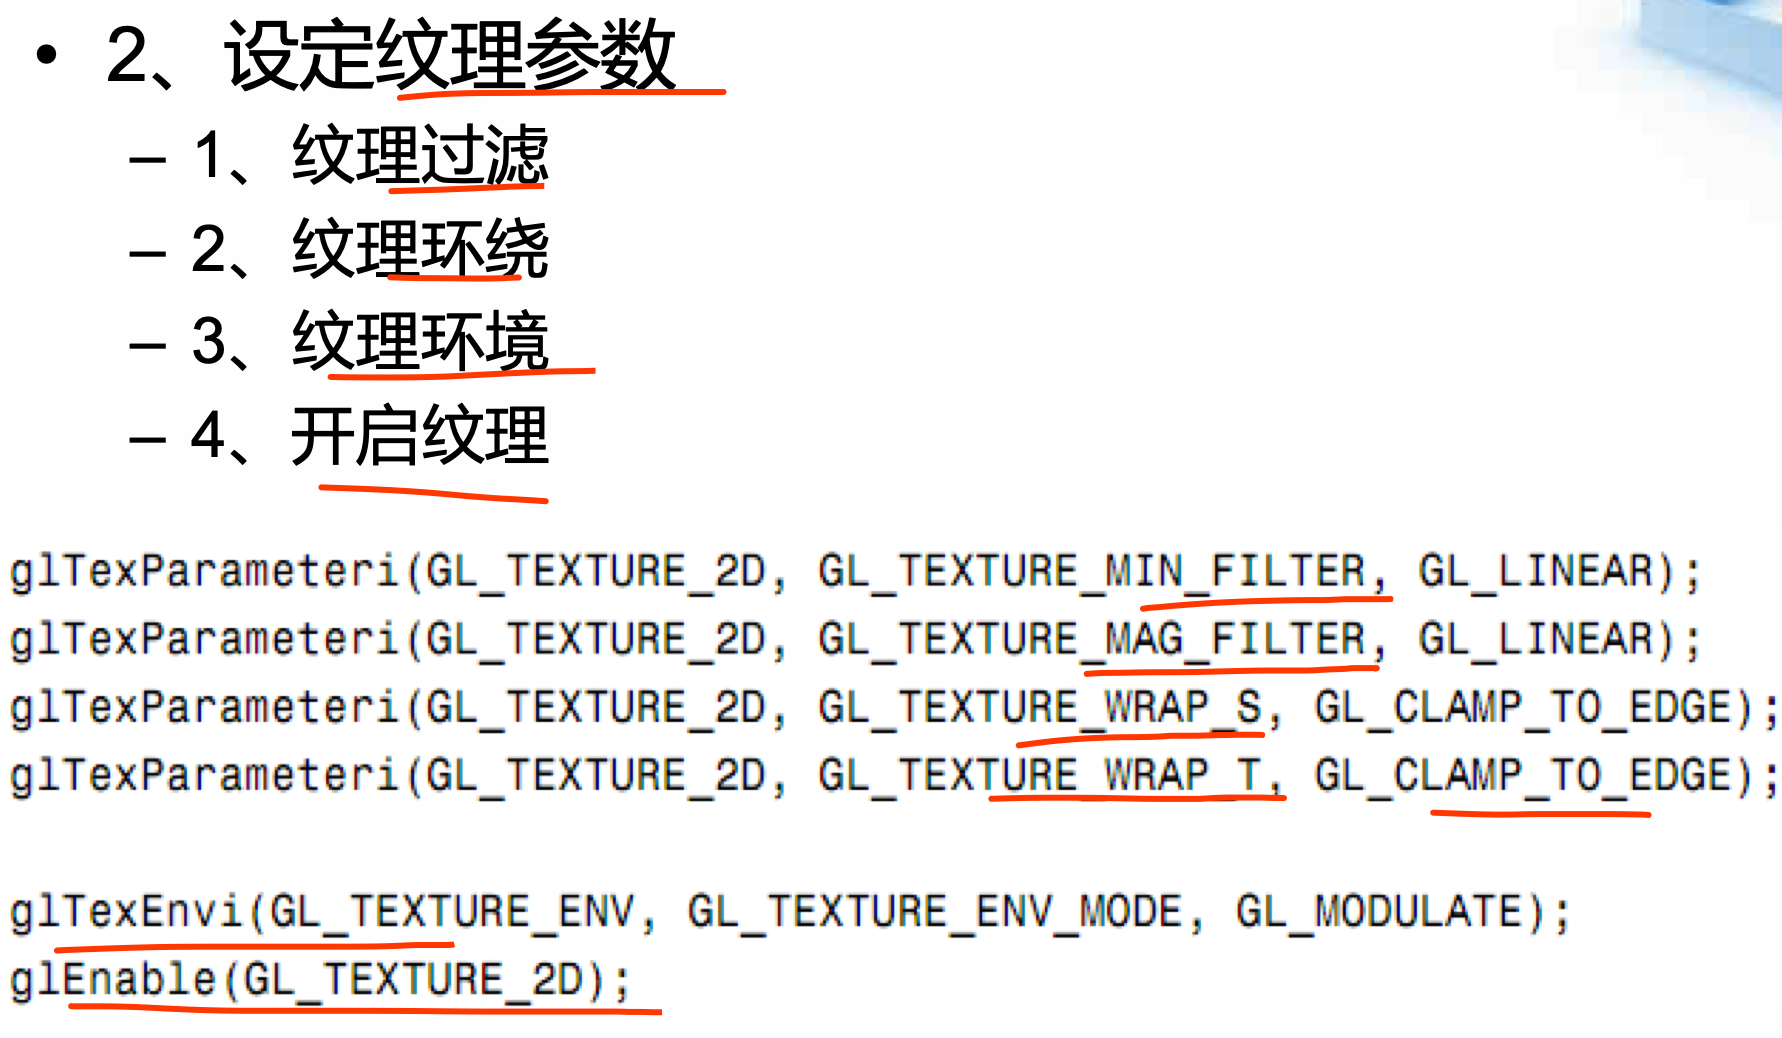 • 2、设定纹理参数
– 1、纹理过滤
– 2、纹理环绕
– 3、纹理环境
– 4、开启纹理
glTexParameteri(GL_TEXTURE_2D, GL_TEXTURE_MIN_FILTER, GL_LINEAR);
glTexParameteri(GL_TEXTURE_2D, GL_TEXTURE_MAG_FILTER, GL_LINEAR);
glTexParameteri(GL_TEXTURE_2D, GL_TEXTURE_WRAP_S, GL_CLAMP_TO_EDGE);
glTexParameteri(GL_TEXTURE_2D, GL_TEXTURE_WRAP_T, GL_CLAMP_TO_EDGE);
glTexEnvi(GL_TEXTURE_ENV, GL_TEXTURE_ENV_MODE, GL_MODULATE);
glEnable(GL_TEXTURE_2D);